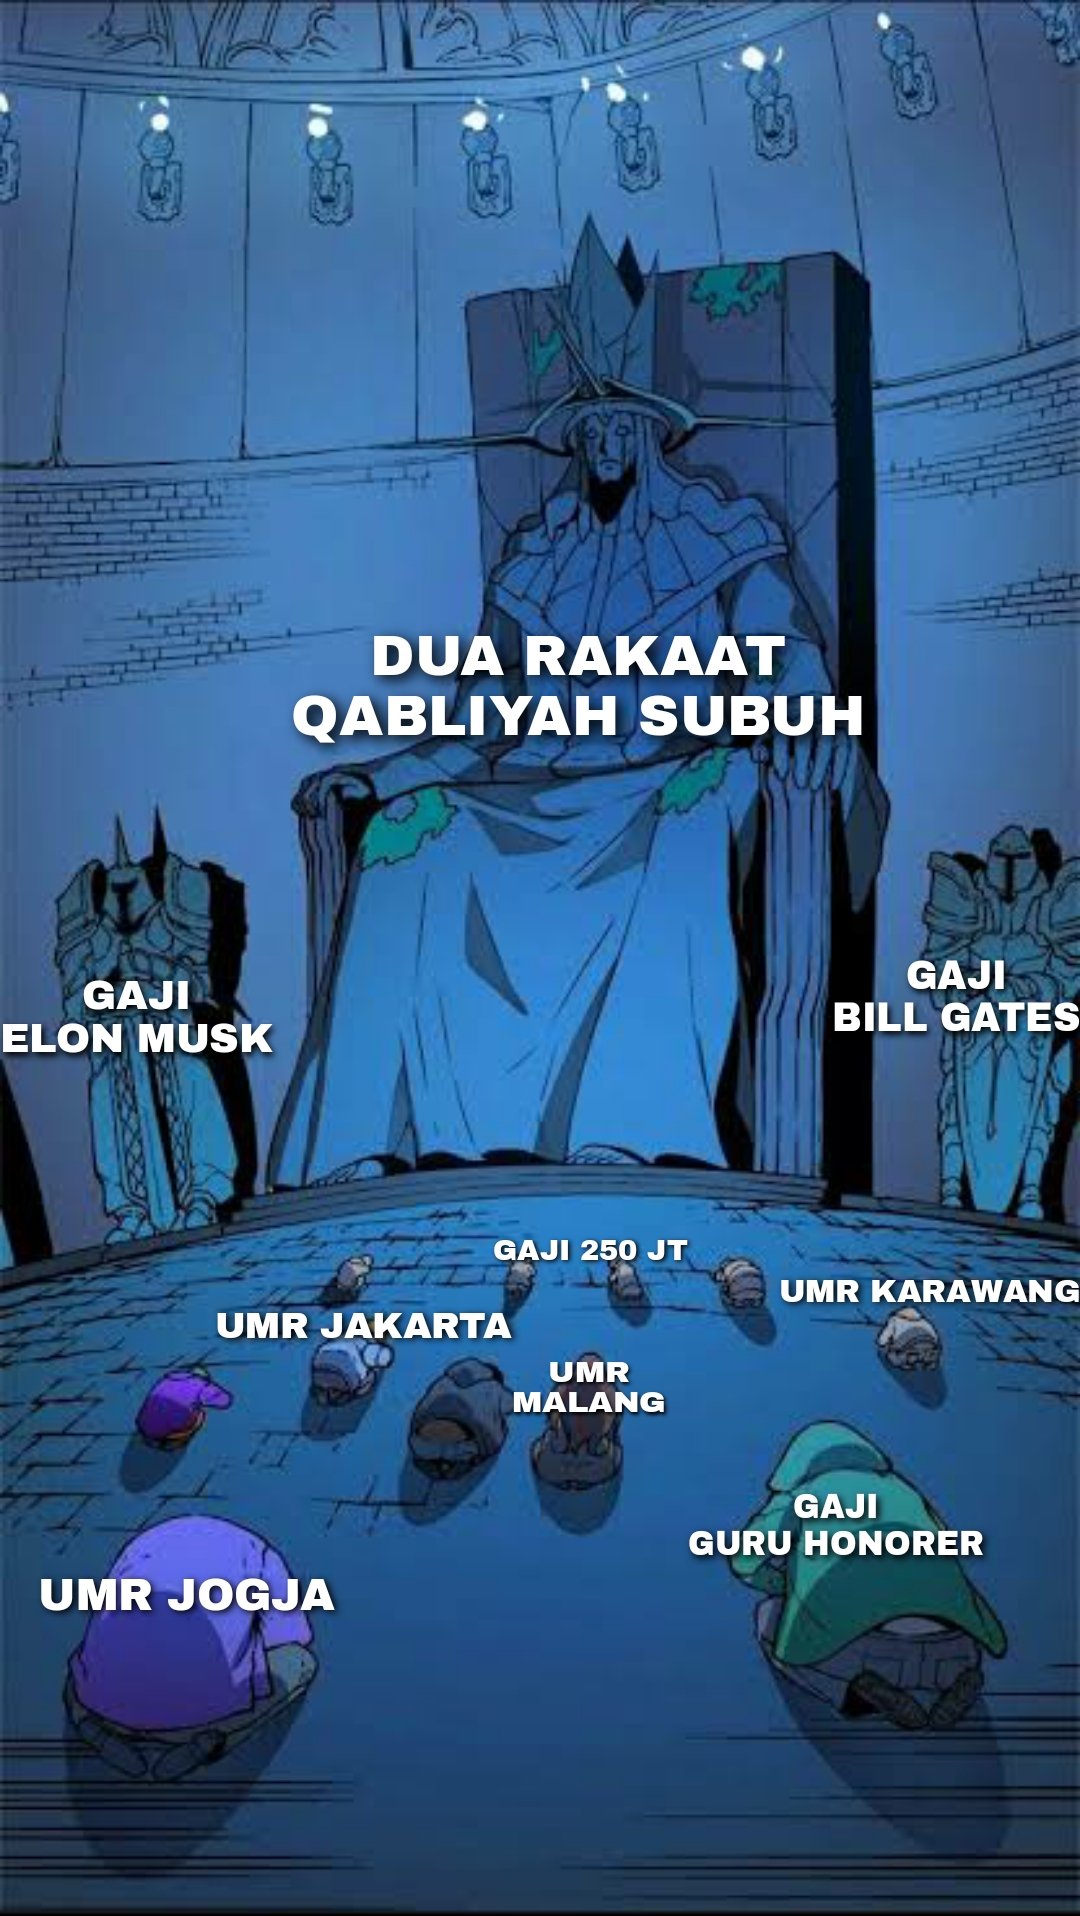 DUA RAKAAT
QABLIYAH SUBUH
GAJI
ELON MUSK
GAJI
BILL GATES
GAJI 250 JT
UMR KARAWANG
UMR JAKARTA
UMR
MALANG
GAJI
GURU HONORER
UMR JOGJA